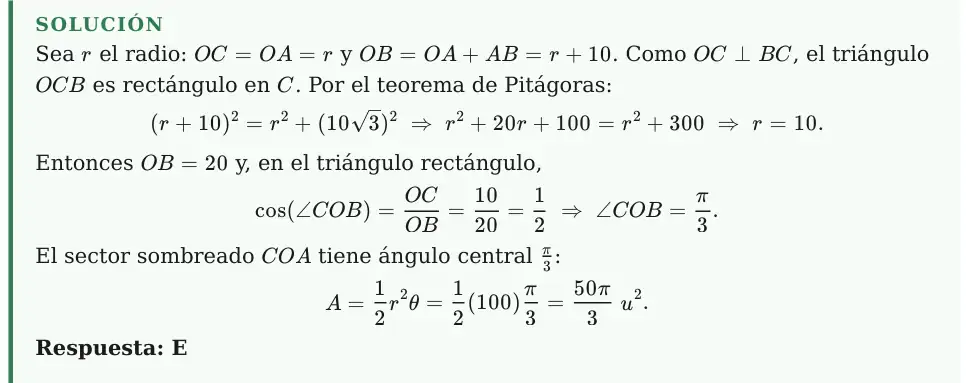 SOLUCIÓN
Sea r el radio: OC = OA = r y OB = OA + AB = r + 10. Como OC ⊥ BC, el triángulo
OCB es rectángulo en C. Por el teorema de Pitágoras:
(r + 10)² = r² + (10√3)² ⇒ r² + 20r + 100 = r² + 300 ⇒ r = 10.
Entonces OB = 20 y, en el triángulo rectángulo,
cos(∠COB) = OC/OB = 10/20 = 1/2 ⇒ ∠COB = π/3.
El sector sombreado COA tiene ángulo central π/3:
A = 1/2 r²θ = 1/2 (100) π/3 = 50π/3 u².
Respuesta: E